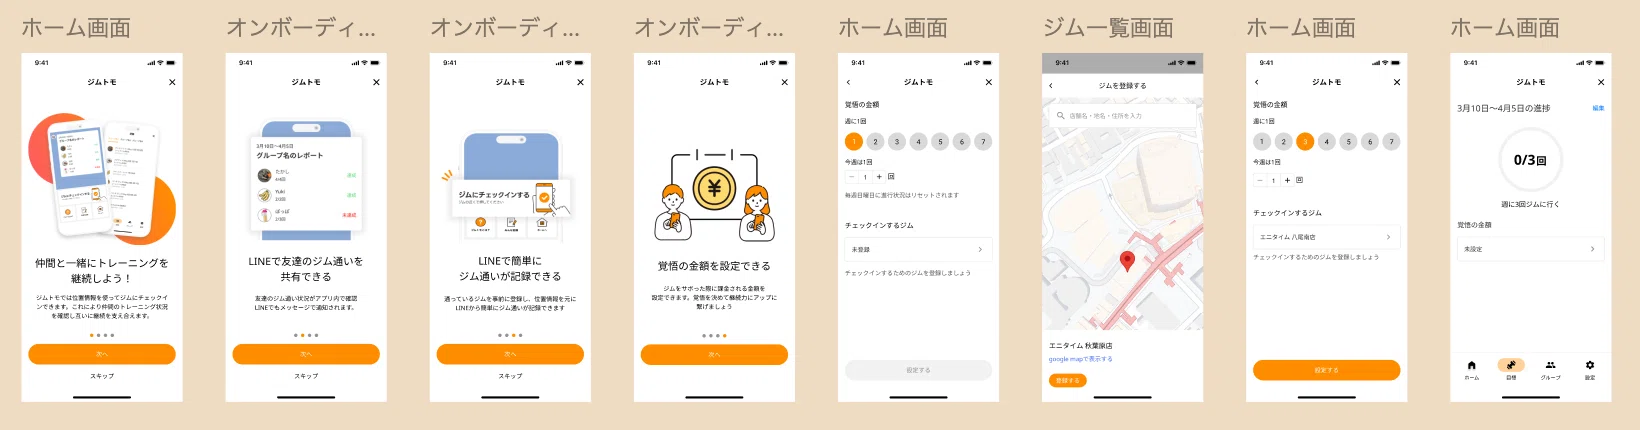 ホーム画面
9:41
ジムトモ
仲間と一緒にトレーニングを
継続しよう！
ジムトモでは位置情報を使ってジムにチェックイ
ンできます。これにより仲間のトレーニング状況
を確認し互いに継続を支え合えます。
次へ
スキップ
オンボーディ...
9:41
ジムトモ
3月10日〜4月5日
グループ名のレポート
たかし
4/4回
達成
Yuki
2/2回
達成
ぽっぽ
2/3回
未達成
LINEで友達のジム通いを
共有できる
友達のジム通い状況がアプリ内で確認
LINEでもメッセージで通知されます。
次へ
スキップ
オンボーディ...
9:41
ジムトモ
ジムにチェックインする
LINEで簡単に
ジム通いが記録できる
通っているジムを事前に登録し、位置情報を元に
LINEから簡単にジム通いが記録できます
次へ
スキップ
オンボーディ...
9:41
ジムトモ
¥
覚悟の金額を設定できる
ジムをサボった際に課金される金額を
設定できます。覚悟を決めて継続力にアップに
繋げましょう
次へ
ホーム画面
9:41
ジムトモ
覚悟の金額
週に1回
1 2 3 4 5 6 7
今週は1回
− 1 + 回
毎週日曜日に進行状況はリセットされます
チェックインするジム
未登録
チェックインするためのジムを登録しましょう
設定する
ジム一覧画面
9:41
ジムを登録する
店舗名・地名・住所を入力
エニタイム 秋葉原店
google mapで表示する
登録する
ホーム画面
9:41
ジムトモ
覚悟の金額
週に1回
1 2 3 4 5 6 7
今週は1回
− 1 + 回
チェックインするジム
エニタイム 八尾南店
チェックインするためのジムを登録しましょう
設定する
ホーム画面
9:41
ジムトモ
3月10日〜4月5日の進捗
編集
0/3回
週に3回ジムに行く
覚悟の金額
未設定
ホーム
目標
グループ
設定